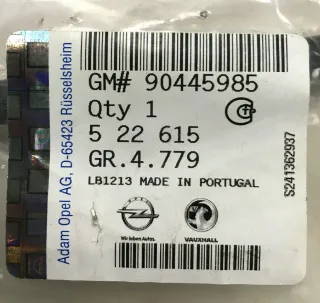 Adam Opel AG, D-65423 Rüsselsheim
GM# 90445985
Qty 1
5 22 615
GR.4.779
LB1213 MADE IN PORTUGAL
S241362937
Wir leben Autos.
VAUXHALL